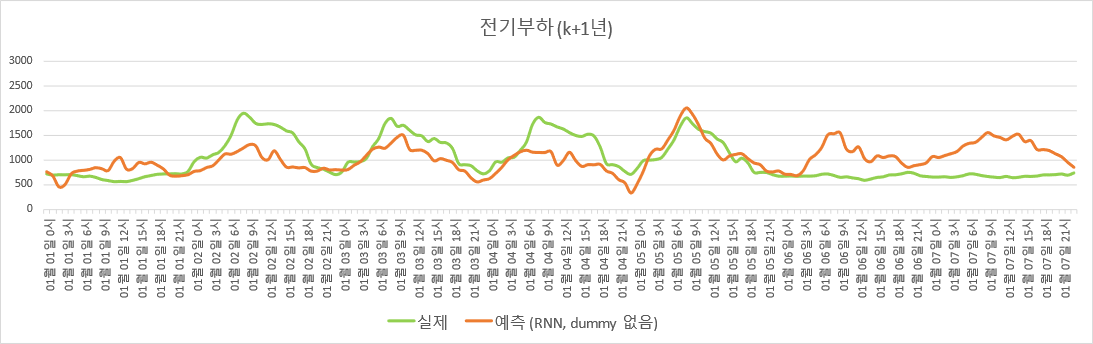 전기부하 (k+1년)
3000
2500
2000
1500
1000
500
0
01월 01일 0시
01월 01일 3시
01월 01일 6시
01월 01일 9시
01월 01일 12시
01월 01일 15시
01월 01일 18시
01월 01일 21시
01월 02일 0시
01월 02일 3시
01월 02일 6시
01월 02일 9시
01월 02일 12시
01월 02일 15시
01월 02일 18시
01월 02일 21시
01월 03일 0시
01월 03일 3시
01월 03일 6시
01월 03일 9시
01월 03일 12시
01월 03일 15시
01월 03일 18시
01월 03일 21시
01월 04일 0시
01월 04일 3시
01월 04일 6시
01월 04일 9시
01월 04일 12시
01월 04일 15시
01월 04일 18시
01월 04일 21시
01월 05일 0시
01월 05일 3시
01월 05일 6시
01월 05일 9시
01월 05일 12시
01월 05일 15시
01월 05일 18시
01월 05일 21시
01월 06일 0시
01월 06일 3시
01월 06일 6시
01월 06일 9시
01월 06일 12시
01월 06일 15시
01월 06일 18시
01월 06일 21시
01월 07일 0시
01월 07일 3시
01월 07일 6시
01월 07일 9시
01월 07일 12시
01월 07일 15시
01월 07일 18시
01월 07일 21시
실제 예측 (RNN, dummy 없음)